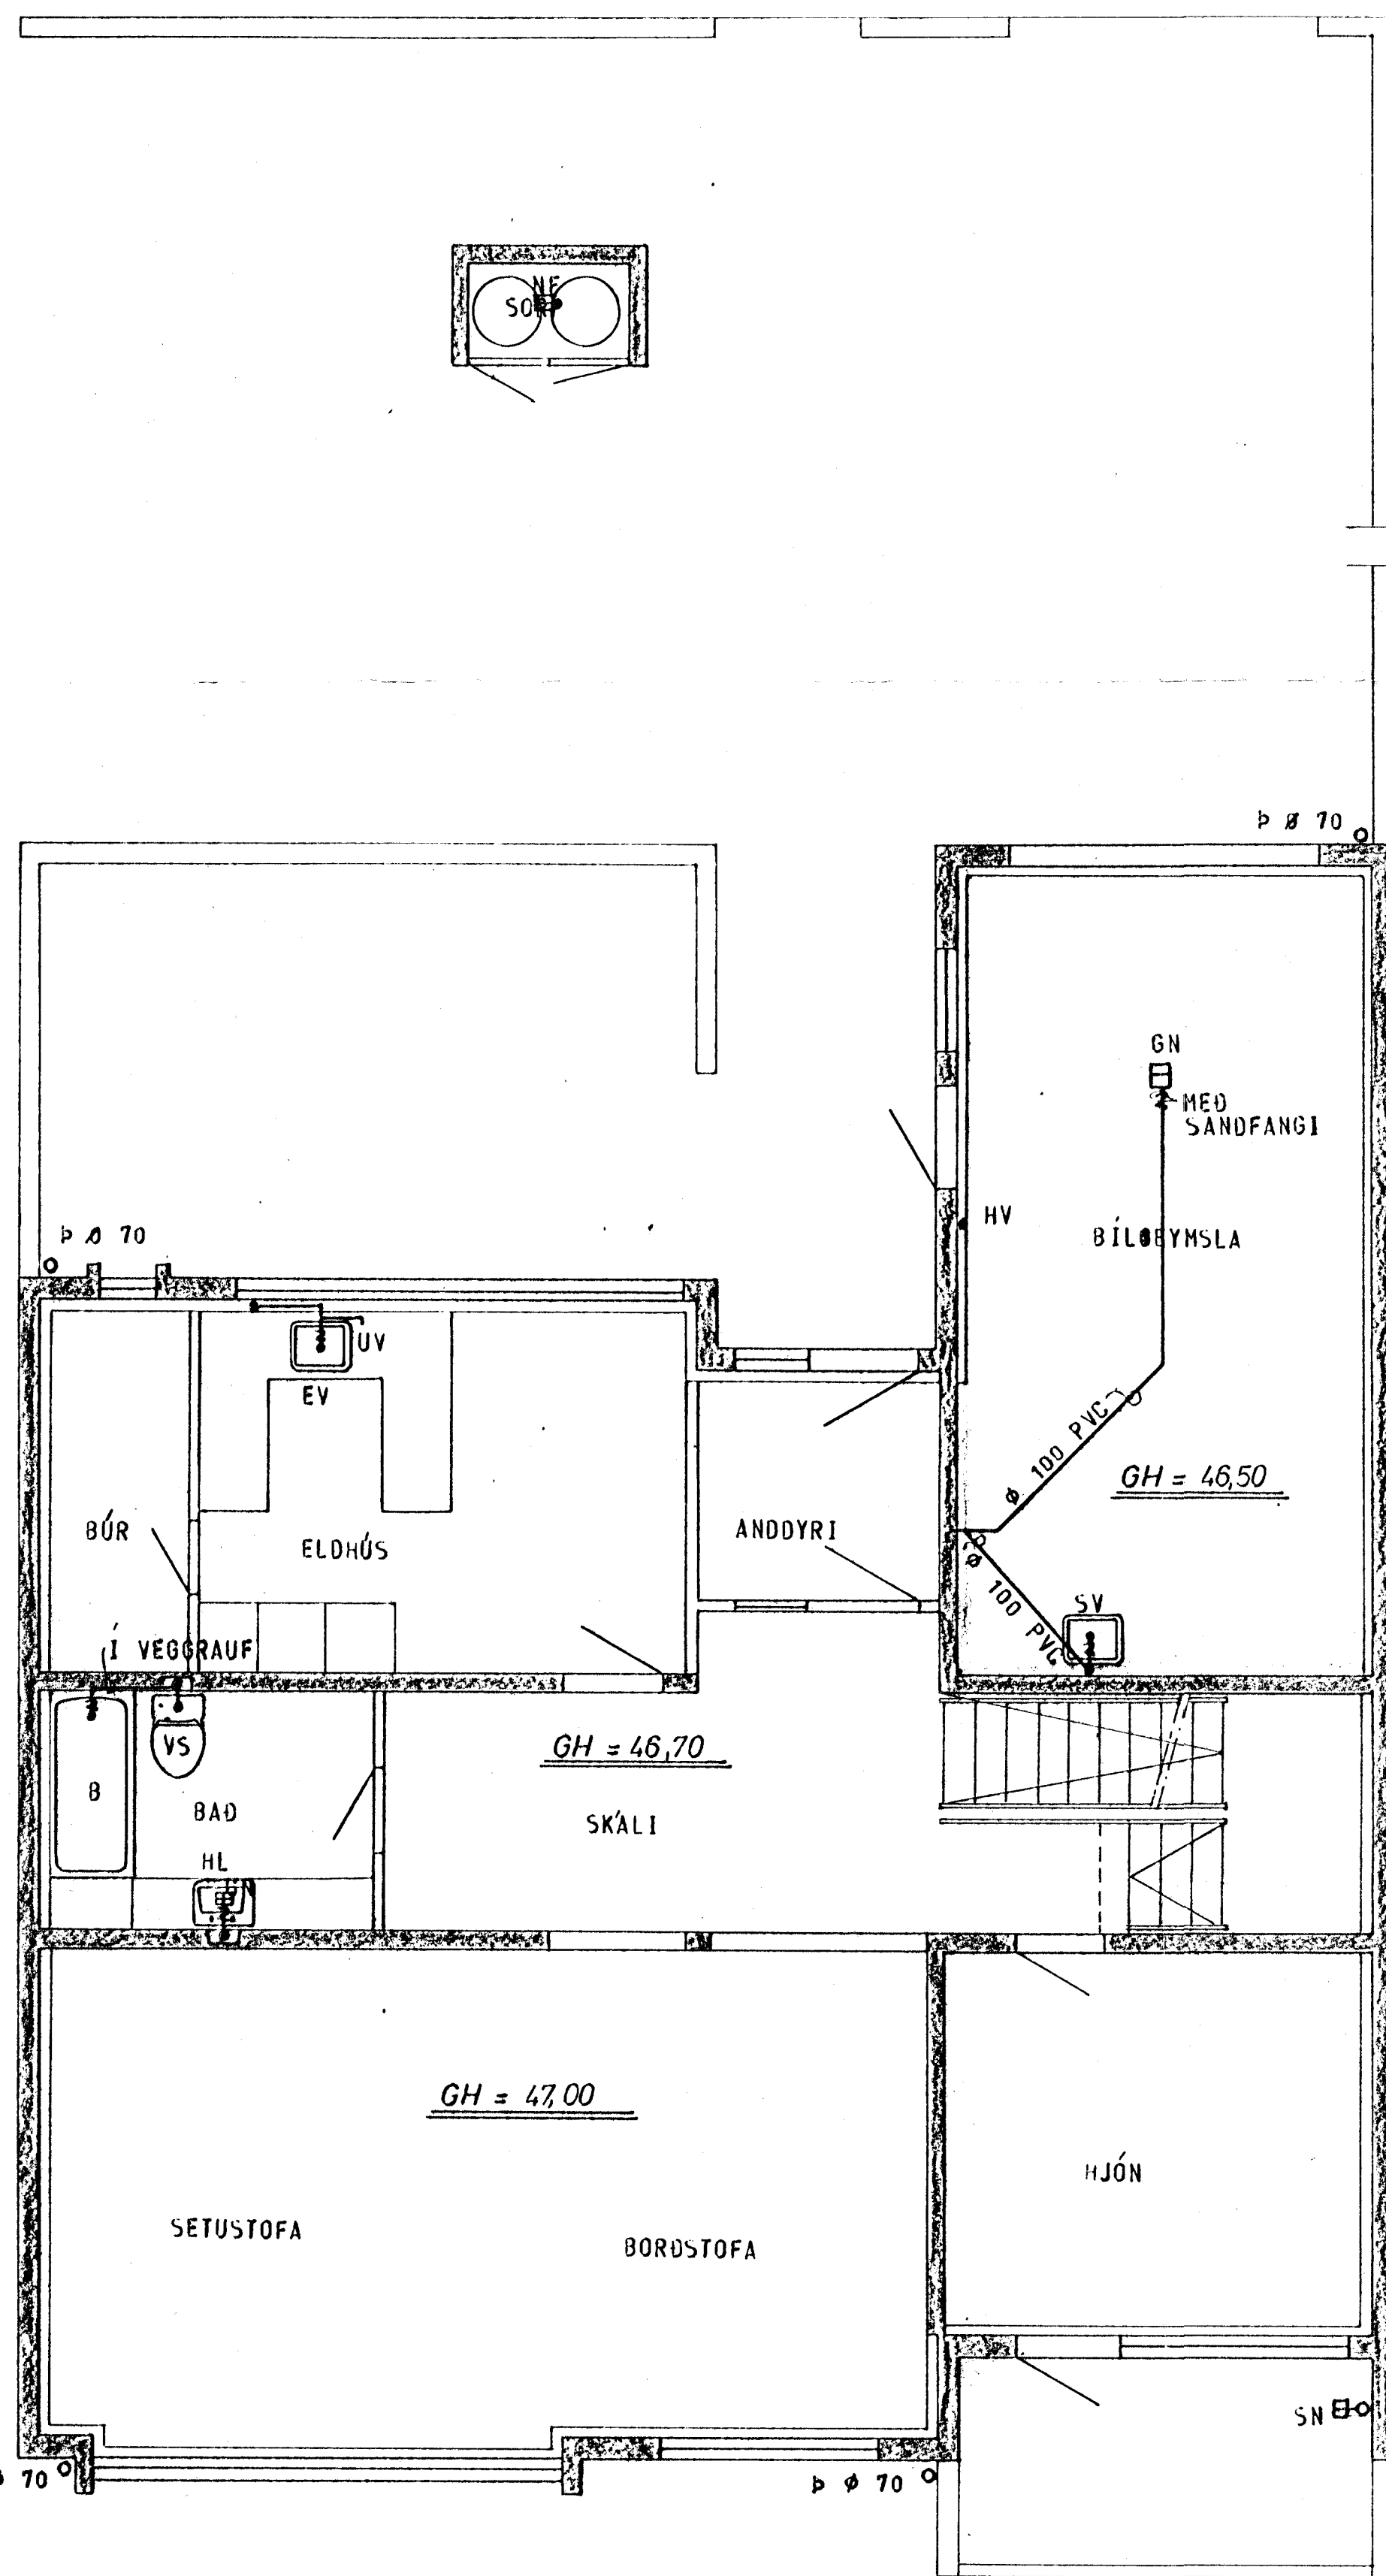 NF
SORP
Þ Ø 70
GN
MEÐ
SANDFANGI
HV
BÍLGEYMSLA
Þ Ø 70
UV
EV
Ø 100 PVC
GH = 46,50
BÚR
ELDHÚS
ANDDYRI
Ø 100 PVC
SV
Í VEGGRAUF
VS
B
BAÐ
HL
GH = 46,70
SKÁLI
GH = 47,00
HJÓN
SETUSTOFA
BORÐSTOFA
SN
Ø 70
Þ Ø 70